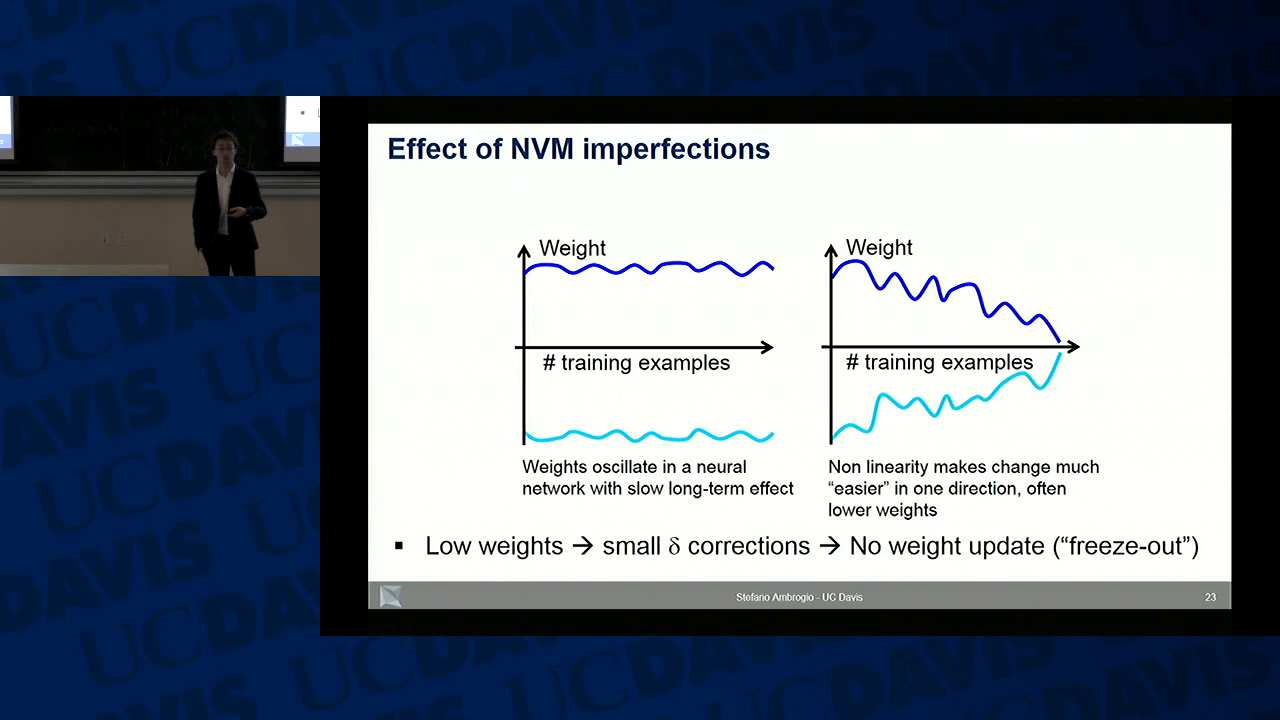 Effect of NVM imperfections
Weight
# training examples
Weights oscillate in a neural
network with slow long-term effect
Weight
# training examples
Non linearity makes change much
“easier” in one direction, often
lower weights
▪ Low weights → small δ corrections → No weight update (“freeze-out”)
Stefano Ambrogio - UC Davis
23
UCDAVIS